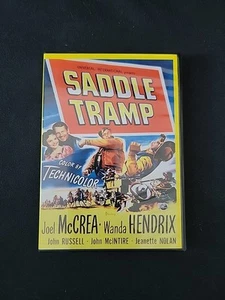 SADDLE
TRAMP
COLOR BY
TECHNICOLOR
Joel McCREA · Wanda HENDRIX
John RUSSELL · John McINTIRE · Jeanette NOLAN